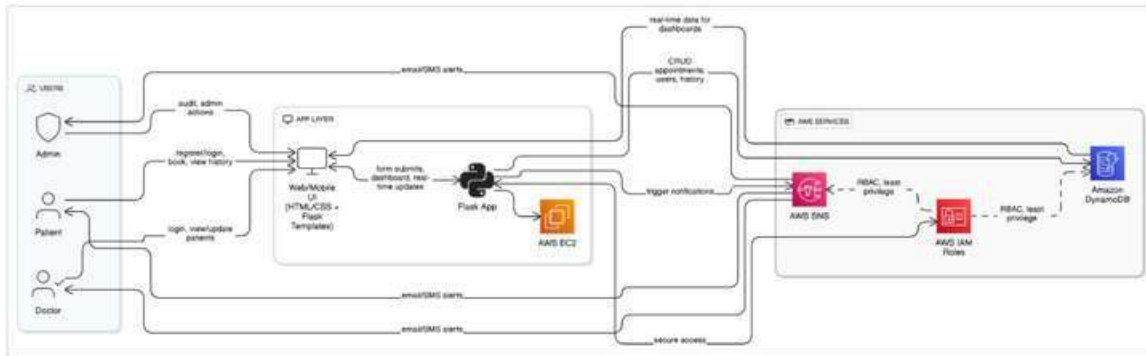 real-time data for
dashboards
CRUD
appointments,
users, history
email/SMS alerts
USERS
audit, admin
actions
Admin
APP LAYER
AWS SERVICES
register/login,
book, view history
form submits,
dashboard, real-
time updates
Web/Mobile
UI
(HTML/CSS +
Flask
Templates)
Flask App
trigger notifications
AWS SNS
RBAC, least
privilege
RBAC, least
privilege
Amazon
DynamoDB
Patient
login, view/update
patients
AWS EC2
AWS IAM
Roles
Doctor
email/SMS alerts
email/SMS alerts
secure access